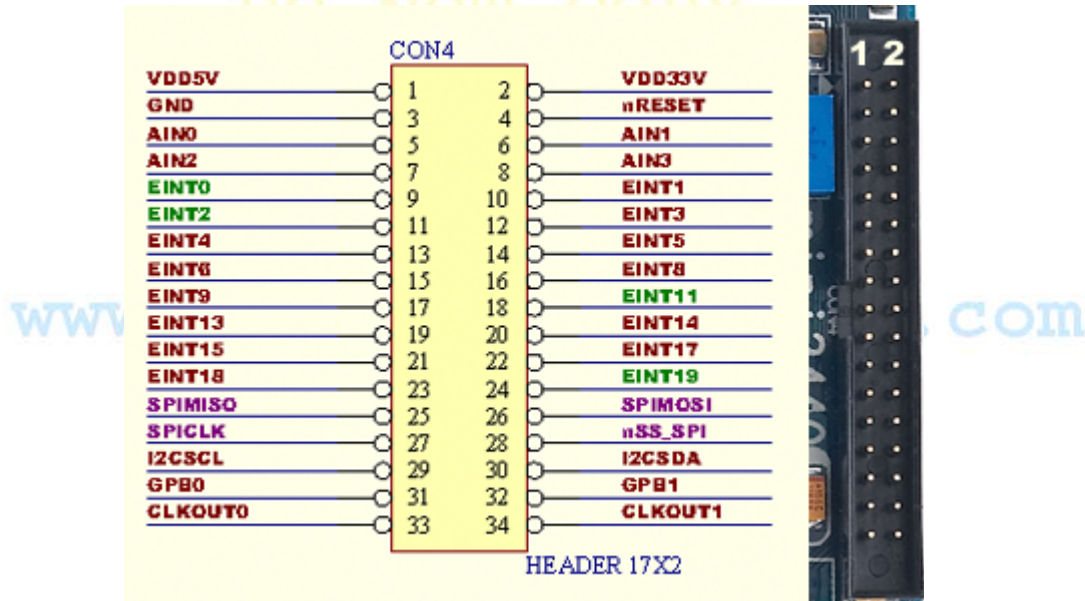 CON4
VDD5V 1 2 VDD33V
GND 3 4 nRESET
AIN0 5 6 AIN1
AIN2 7 8 AIN3
EINT0 9 10 EINT1
EINT2 11 12 EINT3
EINT4 13 14 EINT5
EINT6 15 16 EINT8
EINT9 17 18 EINT11
EINT13 19 20 EINT14
EINT15 21 22 EINT17
EINT18 23 24 EINT19
SPIMISO 25 26 SPIMOSI
SPICLK 27 28 nSS_SPI
I2CSCL 29 30 I2CSDA
GPB0 31 32 GPB1
CLKOUT0 33 34 CLKOUT1
HEADER 17X2
1 2
www
.com